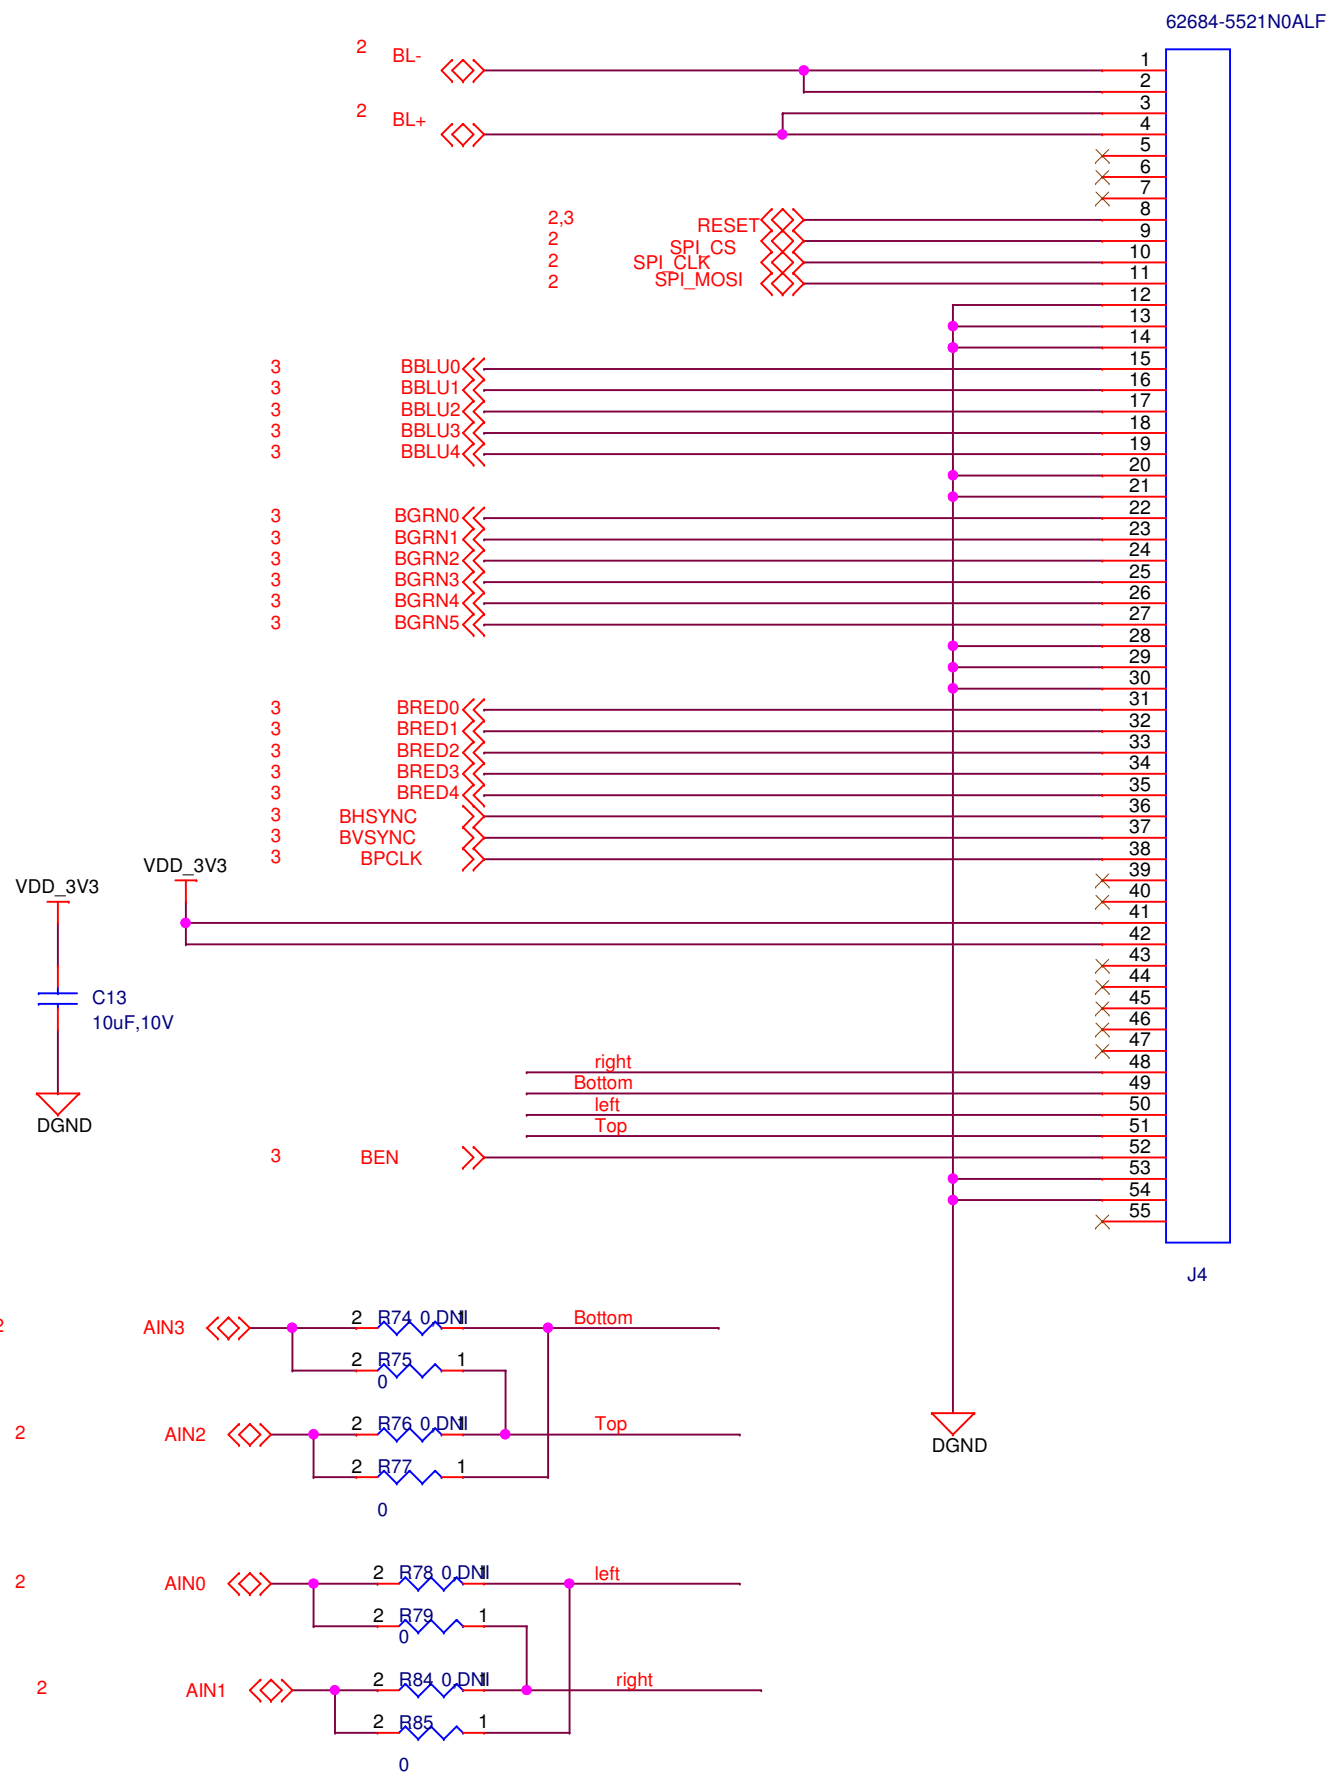 62684-5521N0ALF
2 BL- 1
2
3
2 BL+ 4
5
6
7
2,3 RESET 8
2 SPI_CS 9
2 SPI_CLK 10
2 SPI_MOSI 11
12
13
14
3 BBLU0 15
3 BBLU1 16
3 BBLU2 17
3 BBLU3 18
3 BBLU4 19
20
21
3 BGRN0 22
3 BGRN1 23
3 BGRN2 24
3 BGRN3 25
3 BGRN4 26
3 BGRN5 27
28
29
30
3 BRED0 31
3 BRED1 32
3 BRED2 33
3 BRED3 34
3 BRED4 35
3 BHSYNC 36
3 BVSYNC 37
3 BPCLK 38
VDD_3V3 39
VDD_3V3 40
41
42
43
44
C13 45
10uF,10V 46
47
right 48
Bottom 49
left 50
DGND Top 51
3 BEN 52
53
54
55
J4
2 AIN3 2 R74 0,DNI 1 Bottom
2 R75 1
0
2 AIN2 2 R76 0,DNI 1 Top
DGND
2 R77 1
0
2 AIN0 2 R78 0,DNI 1 left
2 R79 1
0
2 AIN1 2 R84 0,DNI 1 right
2 R85 1
0